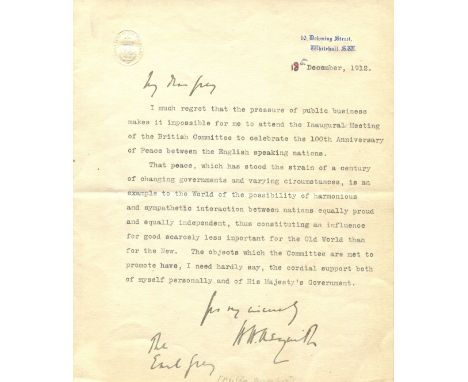 10, Downing Street,
Whitehall, S.W.
13th December, 1912.
My dear Grey
I much regret that the pressure of public business
makes it impossible for me to attend the Inaugural Meeting
of the British Committee to celebrate the 100th Anniversary
of Peace between the English speaking nations.
That peace, which has stood the strain of a century
of changing governments and varying circumstances, is an
example to the World of the possibility of harmonious
and sympathetic interaction between nations equally proud
and equally independent, thus constituting an influence
for good scarcely less important for the Old World than
for the New. The objects which the Committee are met to
promote have, I need hardly say, the cordial support both
of myself personally and of His Majesty's Government.
Yrs very sincerely
H H Asquith
The
Earl Grey